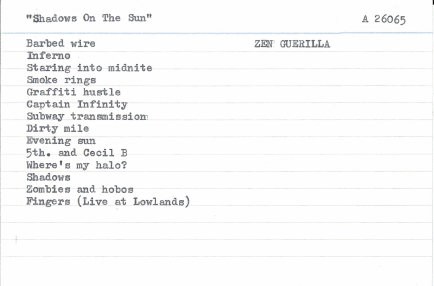 "Shadows On The Sun" A 26065
Barbed wire ZEN GUERILLA
Inferno
Staring into midnite
Smoke rings
Graffiti hustle
Captain Infinity
Subway transmission
Dirty mile
Evening sun
5th. and Cecil B
Where's my halo?
Shadows
Zombies and hobos
Fingers (Live at Lowlands)